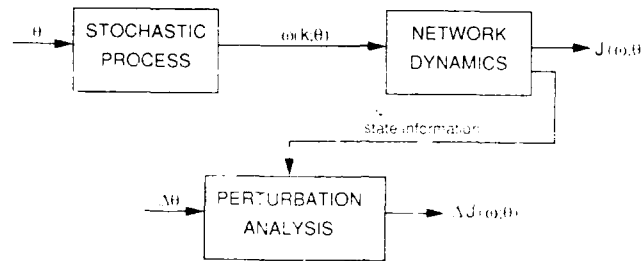 θ
STOCHASTIC
PROCESS
ω(k;θ)
NETWORK
DYNAMICS
J(ω;θ)
state information
Δθ
PERTURBATION
ANALYSIS
ΔJ(ω;θ)